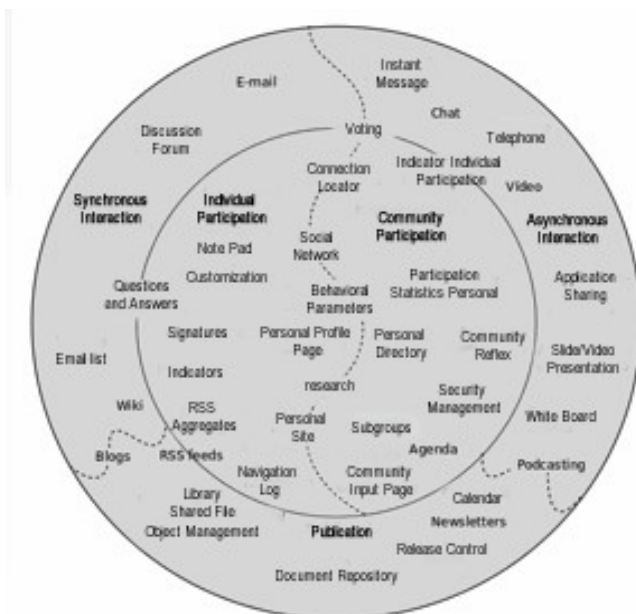 E-mail
Instant
Message
Chat
Voting
Discussion
Forum
Telephone
Connection
Locator
Indicator Individual
Participation
Video
Synchronous
Interaction
Individual
Participation
Community
Participation
Asynchronous
Interaction
Note Pad
Social
Network
Customization
Questions
and Answers
Behavioral
Parameters
Participation
Statistics Personal
Application
Sharing
Signatures
Personal Profile
Page
Personal
Directory
Community
Reflex
Email list
Slide/Video
Presentation
Indicators
research
Security
Management
Wiki
RSS
Aggregates
Personal
Site
Subgroups
White Board
Blogs
RSS feeds
Agenda
Podcasting
Navigation
Log
Community
Input Page
Library
Shared File
Object Management
Calendar
Newsletters
Publication
Release Control
Document Repository